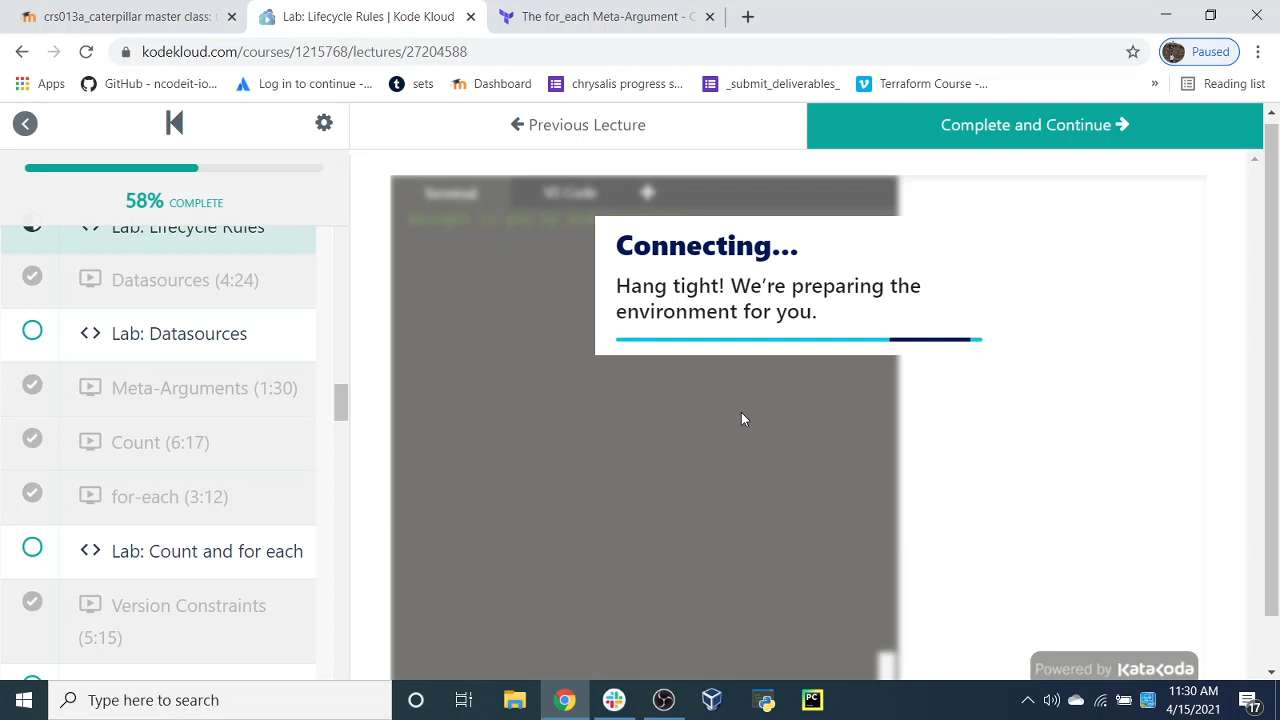 crs013a_caterpillar master class: t
Lab: Lifecycle Rules | Kode Kloud
The for_each Meta-Argument - C
kodekloud.com/courses/1215768/lectures/27204588
Paused
Apps
GitHub - ncodeit-io...
Log in to continue -...
sets
Dashboard
chrysalis progress s...
_submit_deliverables_
Terraform Course -...
»
Reading list
Previous Lecture
Complete and Continue
58% COMPLETE
Lab: Lifecycle Rules
Datasources (4:24)
Lab: Datasources
Meta-Arguments (1:30)
Count (6:17)
for-each (3:12)
Lab: Count and for each
Version Constraints
(5:15)
Terminal
VS Code
Connecting...
Hang tight! We're preparing the
environment for you.
Powered by Katacoda
Type here to search
11:30 AM
4/15/2021
17